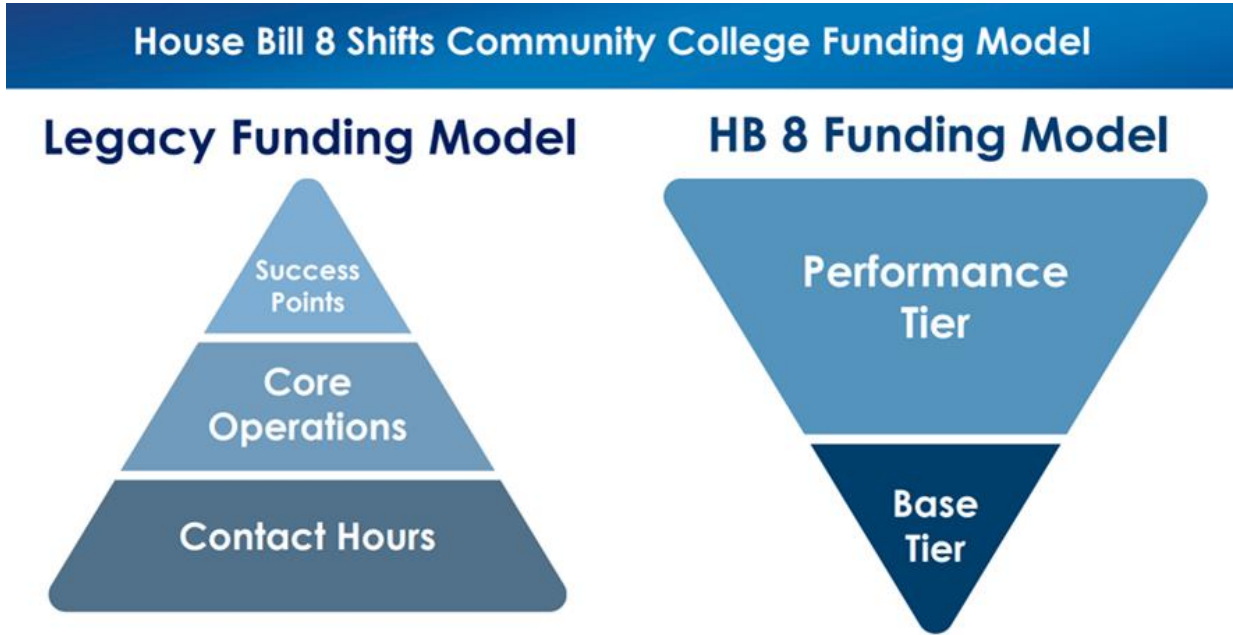 House Bill 8 Shifts Community College Funding Model
Legacy Funding Model
Success
Points
Core
Operations
Contact Hours
HB 8 Funding Model
Performance
Tier
Base
Tier